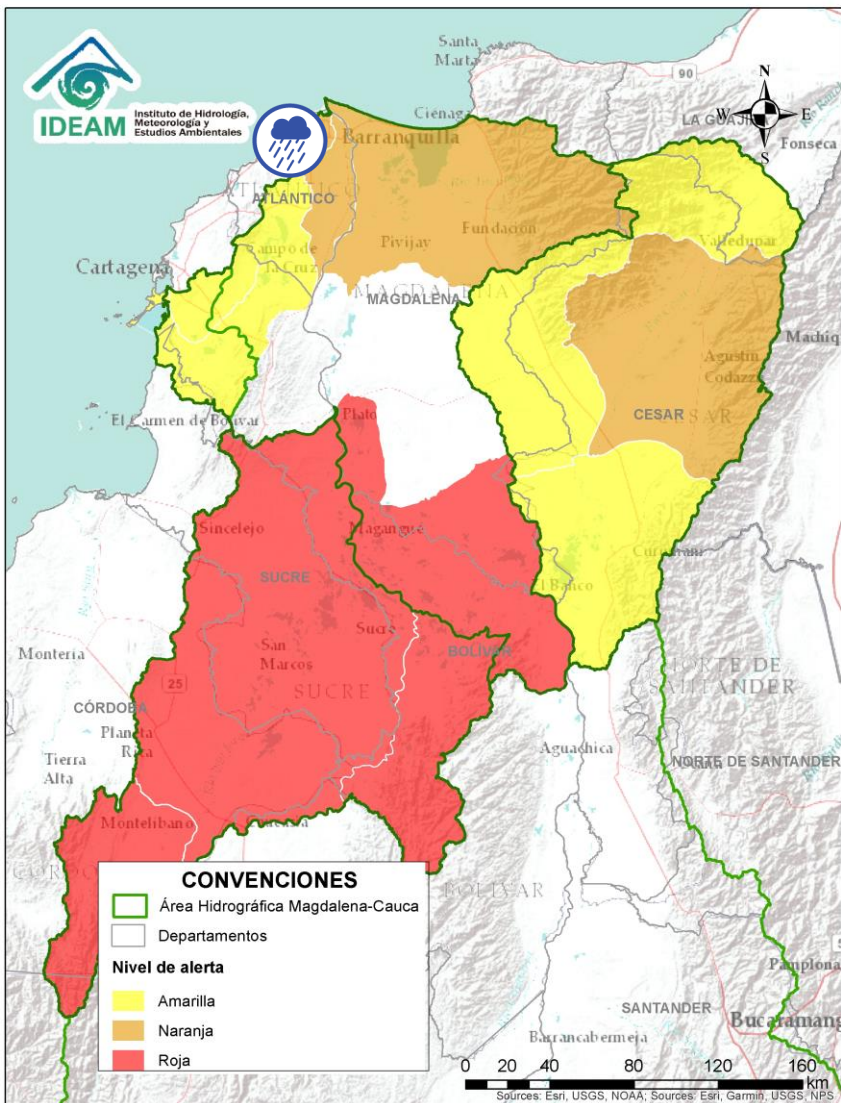 Santa
Marta
90
N
W E
S
IDEAM
Instituto de Hidrología,
Meteorología y
Estudios Ambientales
Ciénaga
LA GUAJIRA
Fonseca
Barranquilla
ATLÁNTICO
Campo de
la Cruz
Pivijay
Fundación
Valledupar
Cartagena
MAGDALENA
Agustín
Codazzi
CESAR
Plato
El Carmen de Bolívar
Sincelejo
Magangué
SUCRE
El Banco
Sucre
San
Marcos
BOLÍVAR
SUCRE
NORTE DE
SANTANDER
Montería
25
CÓRDOBA
Planeta
Rica
Tierra
Alta
Aguachica
NORTE DE SANTANDER
Montelíbano
Caucasia
BOLÍVAR
CONVENCIONES
Área Hidrográfica Magdalena-Cauca
Departamentos
Nivel de alerta
Amarilla
Naranja
Roja
Pamplona
SANTANDER
Bucaramang
Barrancabermeja
0 20 40 80 120 160
km
Sources: Esri, USGS, NOAA; Sources: Esri, Garmin, USGS, NPS